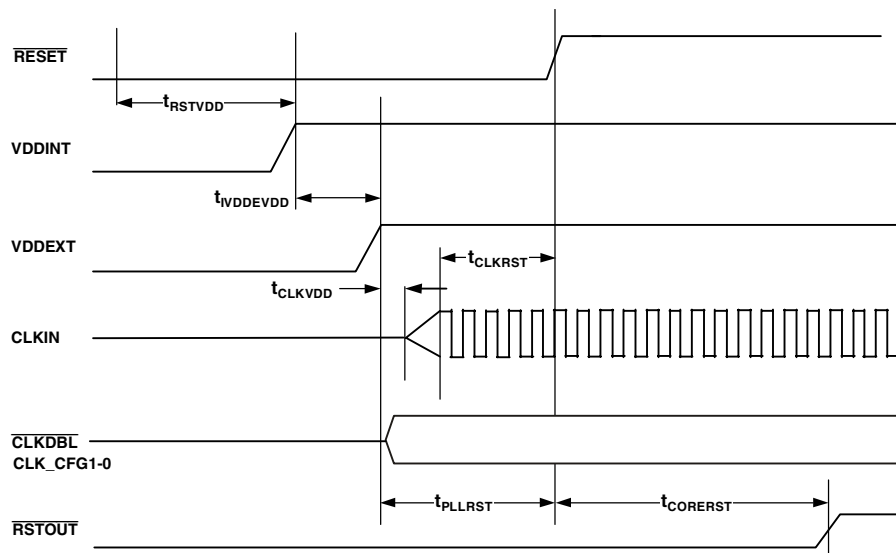 RESET
tRSTVDD
VDDINT
tIVDDEVDD
VDDEXT
tCLKRST
tCLKVDD
CLKIN
CLKDBL
CLK_CFG1-0
tPLLRST
tCORERST
RSTOUT